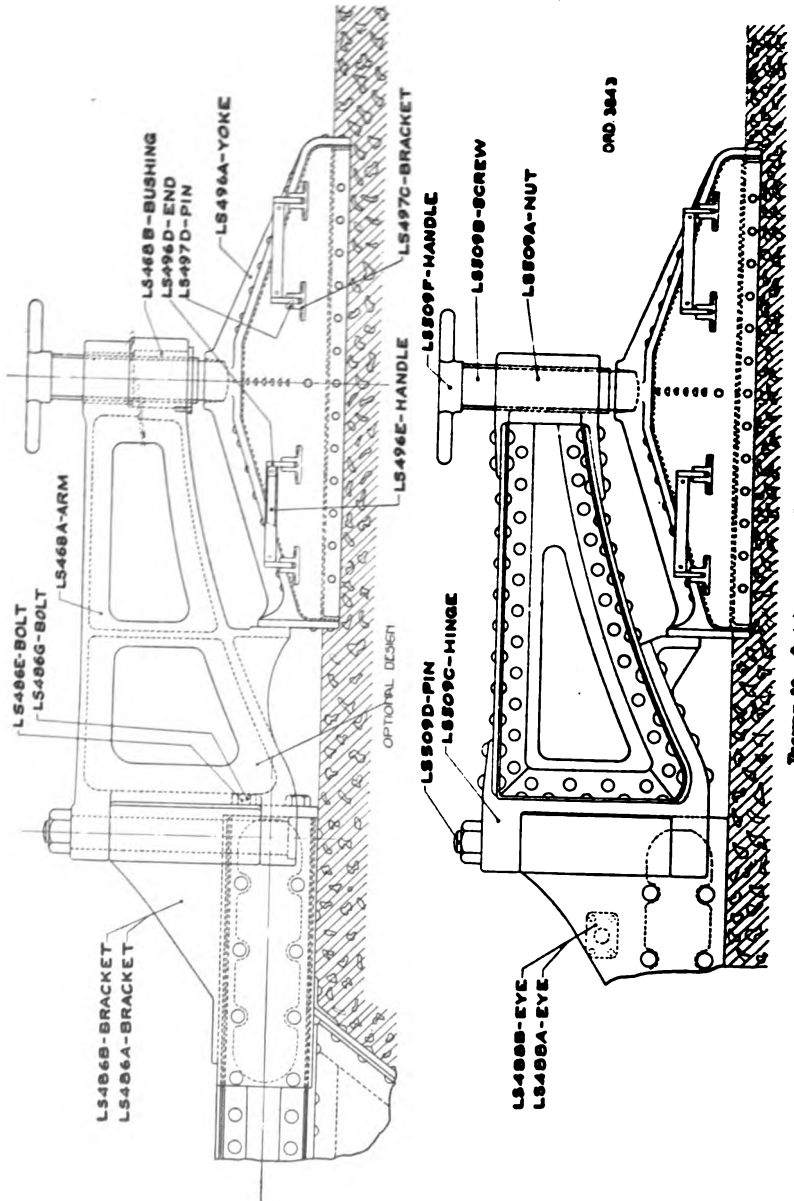 LS486B-BRACKET
LS486A-BRACKET
LS486E-BOLT
LS486G-BOLT
LS468A-ARM
LS468B-BUSHING
LS496D-END
LS497D-PIN
LS496A-YOKE
LS497C-BRACKET
LS496E-HANDLE
OPTIONAL DESIGN
LS488B-EYE
LS488A-EYE
LS509D-PIN
LS509C-HINGE
LS509F-HANDLE
LS509B-SCREW
LS509A-NUT
ORD. 3843